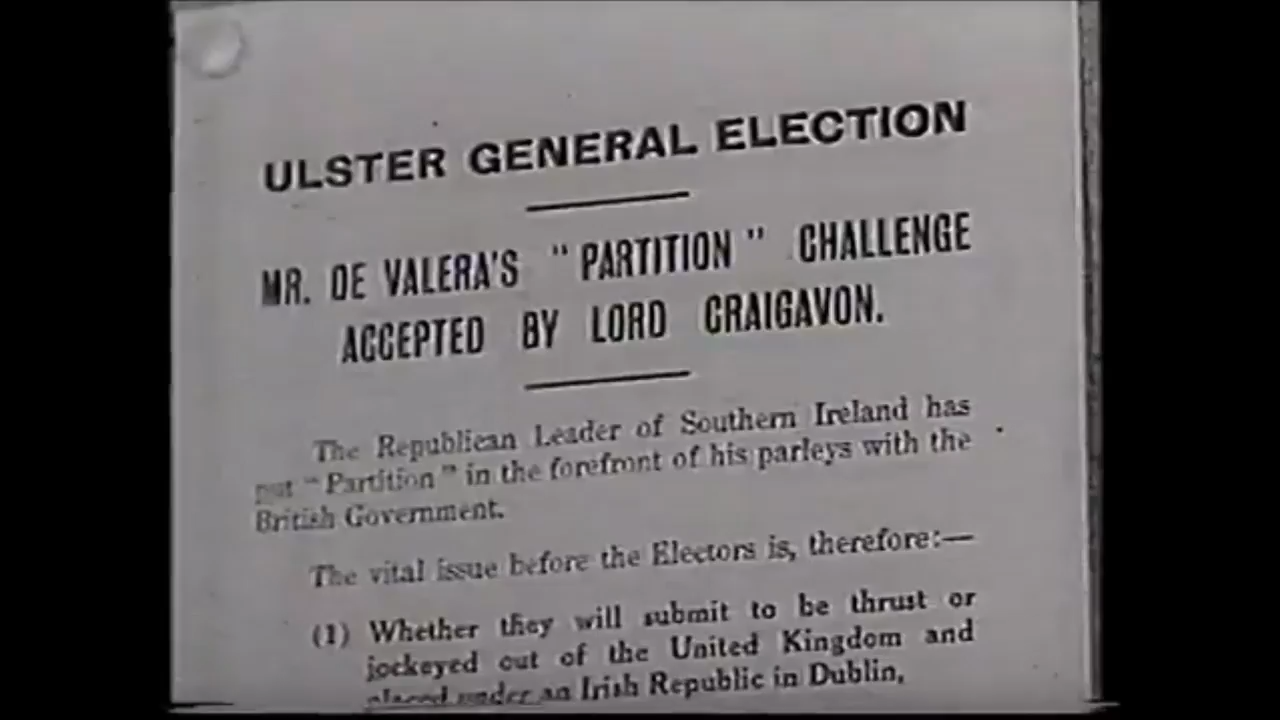 ULSTER GENERAL ELECTION
MR. DE VALERA'S "PARTITION" CHALLENGE
ACCEPTED BY LORD CRAIGAVON.
The Republican Leader of Southern Ireland has
put "Partition" in the forefront of his parleys with the
British Government.
The vital issue before the Electors is, therefore:—
(1) Whether they will submit to be thrust or
jockeyed out of the United Kingdom and
placed under an Irish Republic in Dublin,